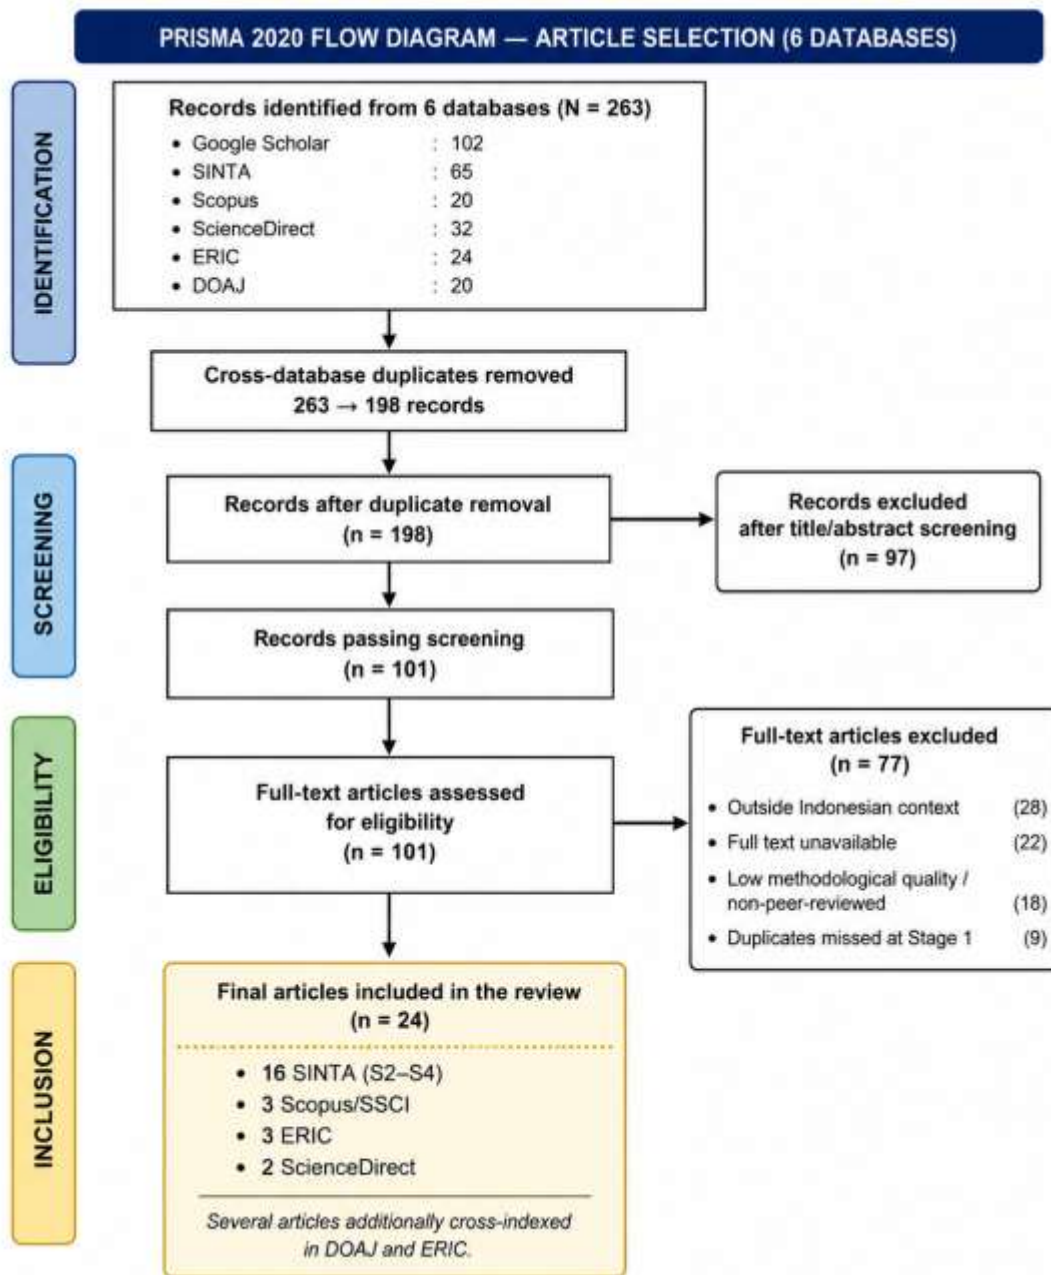 PRISMA 2020 FLOW DIAGRAM — ARTICLE SELECTION (6 DATABASES)
IDENTIFICATION
Records identified from 6 databases (N = 263)
• Google Scholar : 102
• SINTA : 65
• Scopus : 20
• ScienceDirect : 32
• ERIC : 24
• DOAJ : 20
Cross-database duplicates removed
263 → 198 records
SCREENING
Records after duplicate removal
(n = 198)
Records excluded
after title/abstract screening
(n = 97)
Records passing screening
(n = 101)
ELIGIBILITY
Full-text articles assessed
for eligibility
(n = 101)
Full-text articles excluded
(n = 77)
• Outside Indonesian context (28)
• Full text unavailable (22)
• Low methodological quality /
non-peer-reviewed (18)
• Duplicates missed at Stage 1 (9)
INCLUSION
Final articles included in the review
(n = 24)
• 16 SINTA (S2–S4)
• 3 Scopus/SSCI
• 3 ERIC
• 2 ScienceDirect
Several articles additionally cross-indexed
in DOAJ and ERIC.